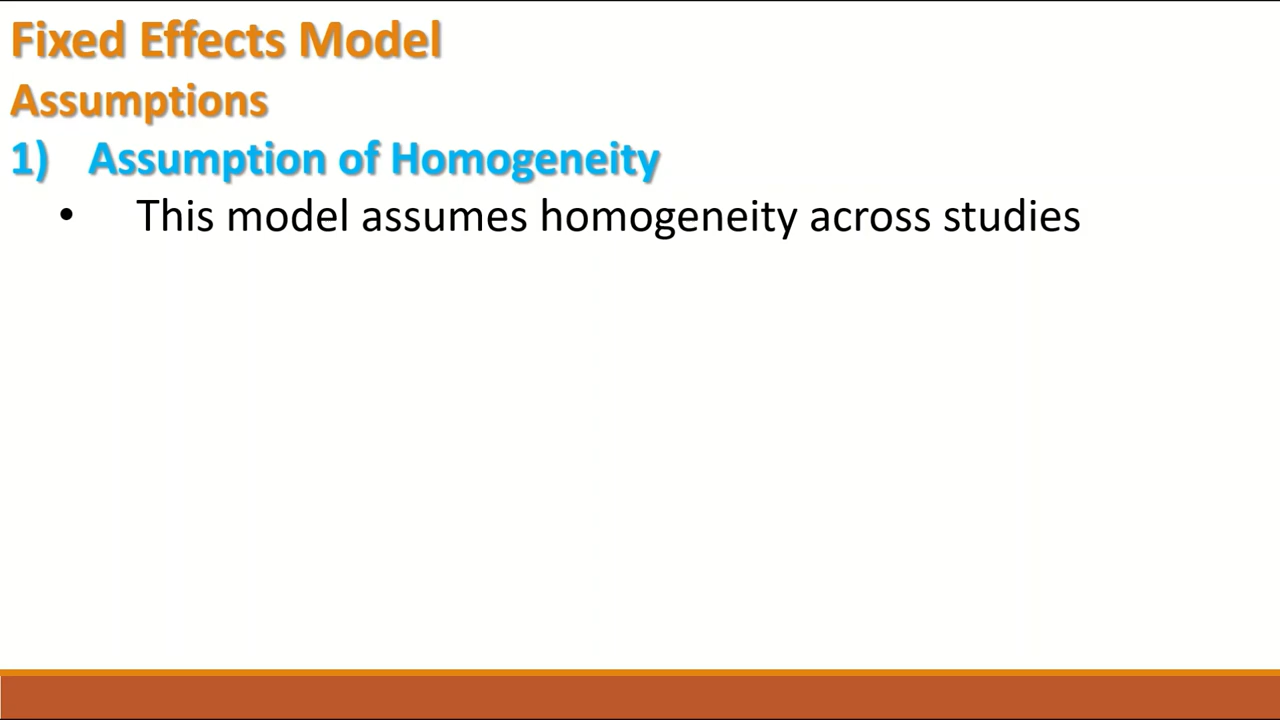 Fixed Effects Model
Assumptions
1) Assumption of Homogeneity
• This model assumes homogeneity across studies